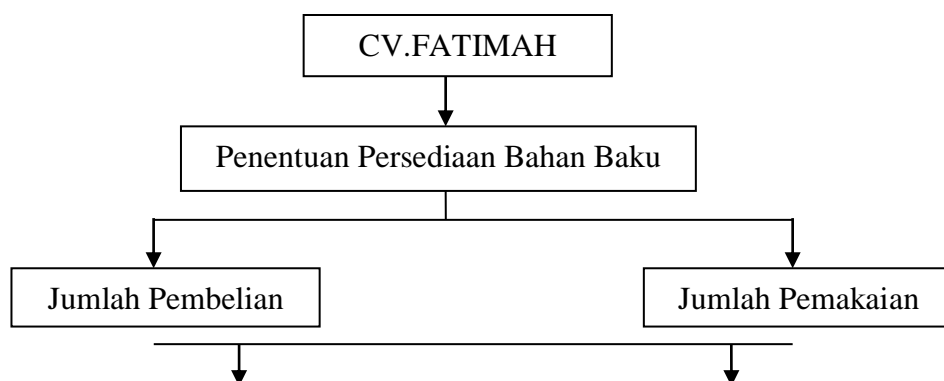 CV.FATIMAH
Penentuan Persediaan Bahan Baku
Jumlah Pembelian
Jumlah Pemakaian